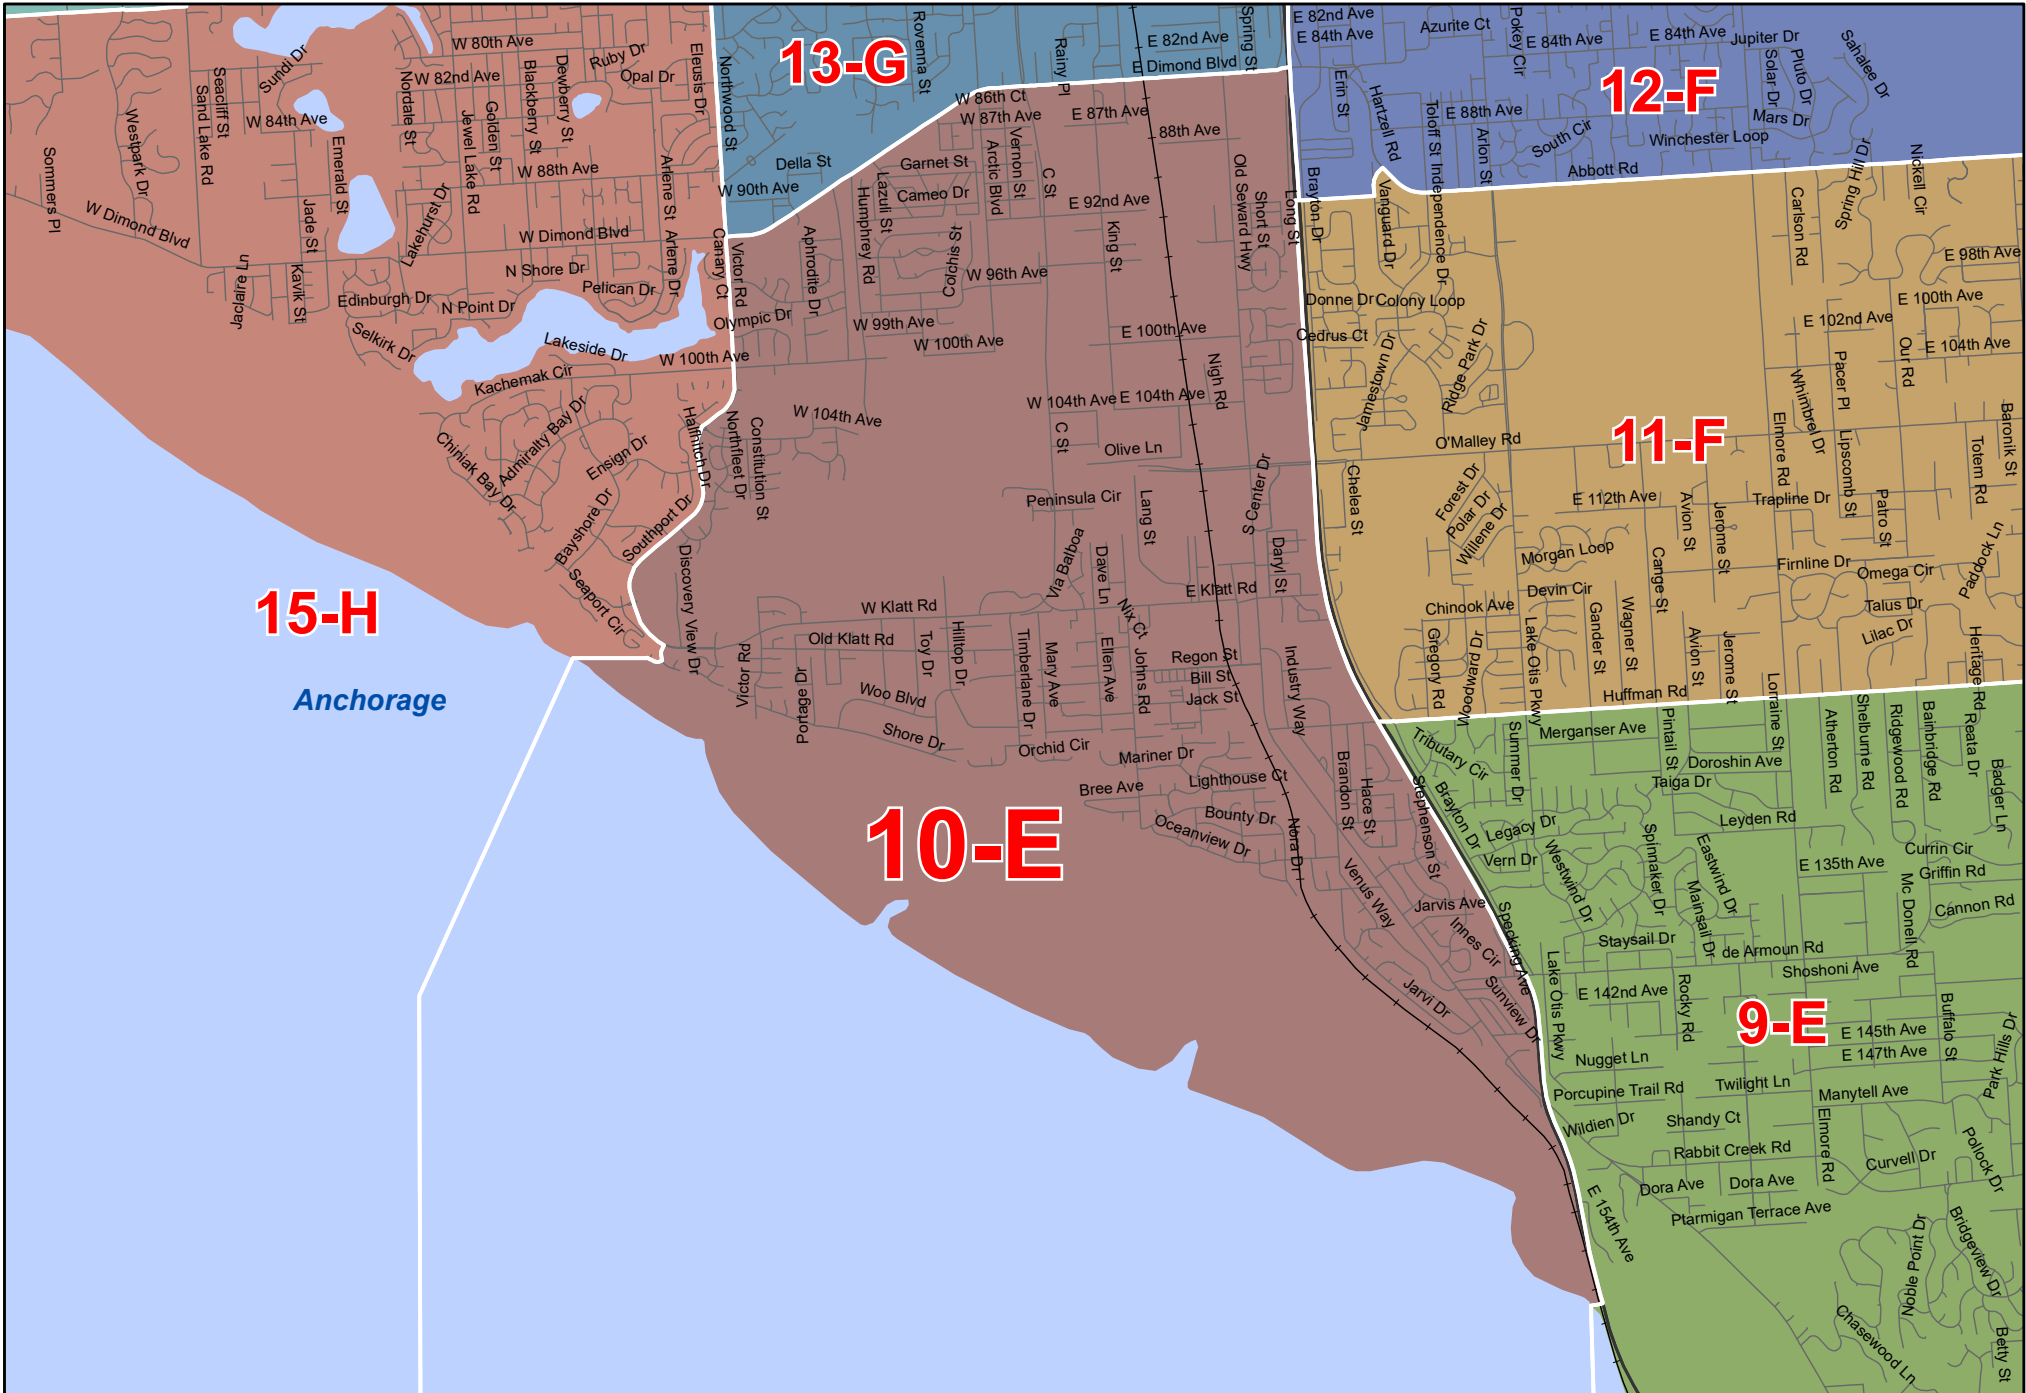 13-G
12-F
11-F
15-H
10-E
9-E
Anchorage
W 80th Ave
W 82nd Ave
Ruby Dr
Opal Dr
Eleusis Dr
Dewberry St
Blackberry St
Golden St
Jewel Lake Rd
Nordale St
Sundi Dr
Seacliff St
Sand Lake Rd
W 84th Ave
Westpark Dr
Sommers Pl
Emerald St
Jade St
W 88th Ave
Arlene St
Arlene Dr
W Dimond Blvd
W Dimond Blvd
Lakehurst Dr
Jaclaire Ln
Kavik St
Edinburgh Dr
N Shore Dr
Pelican Dr
N Point Dr
Selkirk Dr
Lakeside Dr
Kachemak Cir
W 100th Ave
Canary Ct
Victor Rd
Olympic Dr
Chiniak Bay Dr
Admiralty Bay Dr
Ensign Dr
Bayshore Dr
Southport Dr
Seaport Cir
Halfhitch Dr
Northfleet Dr
Constitution St
Discovery View Dr
Northwood St
Rovenna St
Rainy Pl
E 82nd Ave
Spring St
E Dimond Blvd
Della St
W 90th Ave
W 86th Ct
W 87th Ave
E 87th Ave
88th Ave
Garnet St
Cameo Dr
Lazuli St
Humphrey Rd
Aphrodite Dr
Colchis St
Arctic Blvd
Vernon St
C St
E 92nd Ave
King St
Old Seward Hwy
Short St
Long St
W 96th Ave
W 99th Ave
W 100th Ave
E 100th Ave
Nigh Rd
W 104th Ave
W 104th Ave
E 104th Ave
C St
Olive Ln
S Center Dr
Peninsula Cir
Lang St
Via Balboa
Dave Ln
Nix Ct
E Klatt Rd
Daryl St
W Klatt Rd
Old Klatt Rd
Toy Dr
Hilltop Dr
Timberlane Dr
Mary Ave
Ellen Ave
Johns Rd
Regon St
Bill St
Jack St
Industry Way
Victor Rd
Portage Dr
Woo Blvd
Shore Dr
Orchid Cir
Mariner Dr
Lighthouse Ct
Bree Ave
Bounty Dr
Oceanview Dr
Nora Dr
Brandon St
Hace St
Stephenson St
Venus Way
Jarvis Ave
Innes Cir
Specking Ave
Sunview Dr
Jarvi Dr
E 82nd Ave
E 84th Ave
Azurite Ct
Pokey Cir
E 84th Ave
E 84th Ave
Jupiter Dr
Solar Dr
Pluto Dr
Sahalee Dr
Erin St
Hartzell Rd
Toloff St
E 88th Ave
Arlon St
South Cir
Winchester Loop
Mars Dr
Abbott Rd
Spring Hill Dr
Nickell Cir
Brayton Dr
Vanguard Dr
Independence Dr
Carlson Rd
E 98th Ave
Donne Dr
Colony Loop
Cedrus Ct
Jamestown Dr
Ridge Park Dr
E 100th Ave
E 102nd Ave
E 104th Ave
Our Rd
Pacer Pl
Whimbrel Dr
Elmore Rd
Lipscomb St
Baronik St
Totem Rd
O'Malley Rd
Chelea St
Forest Dr
Polar Dr
Willene Dr
E 112th Ave
Avion St
Jerome St
Trapline Dr
Patro St
Morgan Loop
Cange St
Firnline Dr
Omega Cir
Paddock Ln
Devin Cir
Chinook Ave
Gander St
Wagner St
Talus Dr
Lilac Dr
Gregory Rd
Woodward Dr
Lake Otis Pkwy
Avion St
Jerome St
Heritage Rd
Huffman Rd
Lorraine St
Tributary Cir
Summer Dr
Merganser Ave
Pintail St
Doroshin Ave
Taiga Dr
Atherton Rd
Shelburne Rd
Ridgewood Rd
Bainbridge Rd
Reata Dr
Badger Ln
Brayton Dr
Legacy Dr
Vern Dr
Westwind Dr
Spinnaker Dr
Eastwind Dr
Mainsail Dr
Leyden Rd
E 135th Ave
Currin Cir
Griffin Rd
Cannon Rd
Mc Donell Rd
Staysail Dr
de Armoun Rd
Shoshoni Ave
Lake Otis Pkwy
E 142nd Ave
Rocky Rd
E 145th Ave
E 147th Ave
Buffalo St
Park Hills Dr
Nugget Ln
Porcupine Trail Rd
Twilight Ln
Manytell Ave
Wildien Dr
Shandy Ct
Elmore Rd
Rabbit Creek Rd
Curvell Dr
Pollock Dr
Dora Ave
Dora Ave
E 154th Ave
Ptarmigan Terrace Ave
Noble Point Dr
Bridgeview Dr
Chasewood Ln
Betty St